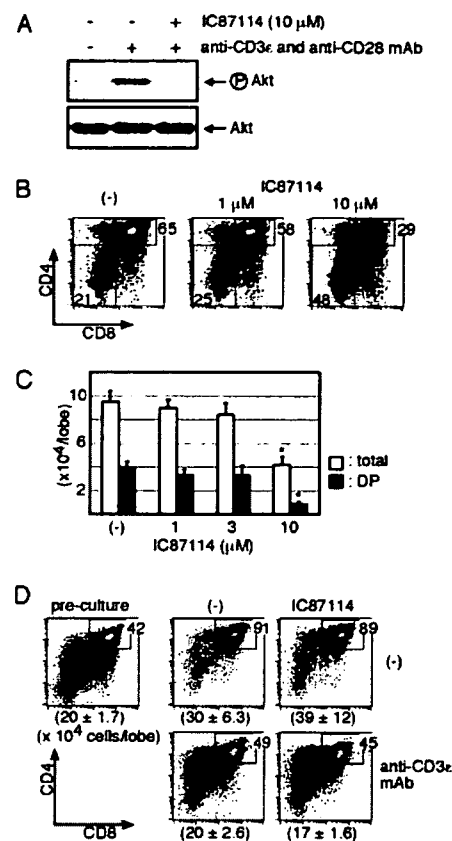 A
- - + IC87114 (10 μM)
- + + anti-CD3ε and anti-CD28 mAb
P Akt
Akt
B
IC87114
(-) 1 μM 10 μM
65 58 29
21 25 48
CD4
CD8
C
10
6
2
(x10⁴/lobe)
* *
: total
: DP
(-) 1 3 10
IC87114 (μM)
D
pre-culture (-) IC87114
42 91 89
(-)
(20 ± 1.7) (30 ± 6.3) (39 ± 12)
(x 10⁴ cells/lobe)
49 45
anti-CD3ε
mAb
CD4
CD8
(20 ± 2.6) (17 ± 1.6)